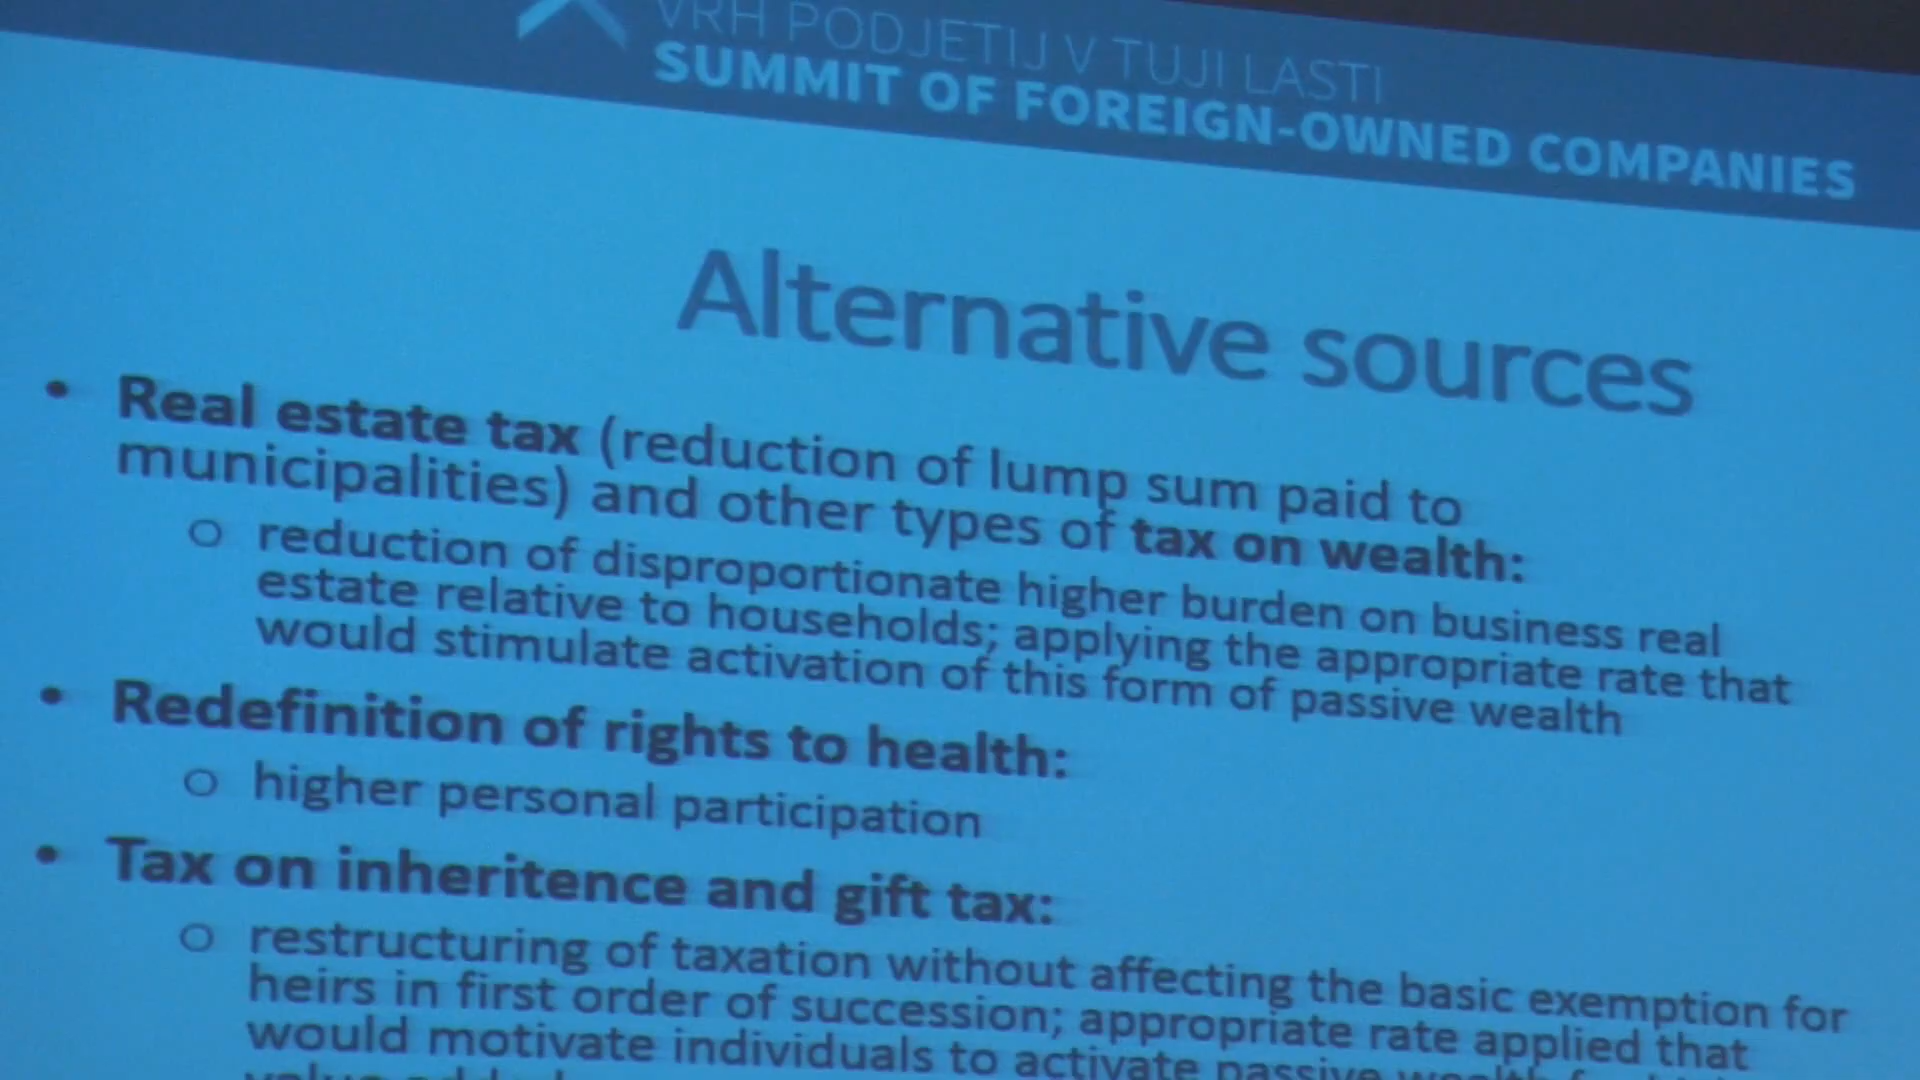 VRH PODJETIJ V TUJI LASTI
SUMMIT OF FOREIGN-OWNED COMPANIES
Alternative sources
• Real estate tax (reduction of lump sum paid to
municipalities) and other types of tax on wealth:
o reduction of disproportionate higher burden on business real
estate relative to households; applying the appropriate rate that
would stimulate activation of this form of passive wealth
• Redefinition of rights to health:
o higher personal participation
• Tax on inheritence and gift tax:
o restructuring of taxation without affecting the basic exemption for
heirs in first order of succession; appropriate rate applied that
would motivate individuals to activate passive wealth